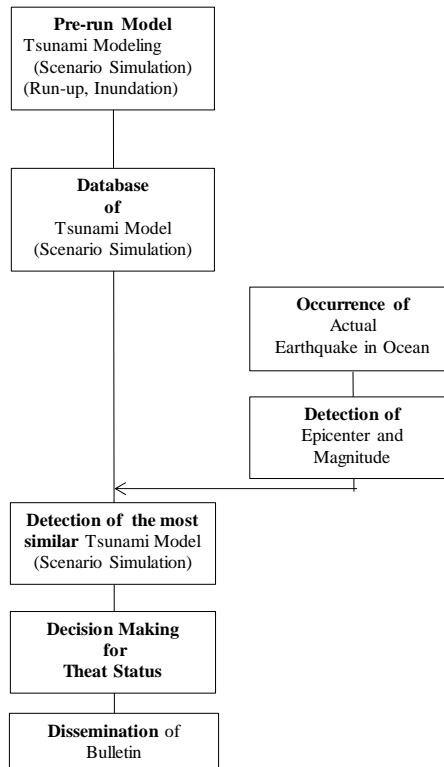 Pre-run Model
Tsunami Modeling
(Scenario Simulation)
(Run-up, Inundation)
Database
of
Tsunami Model
(Scenario Simulation)
Occurrence of
Actual
Earthquake in Ocean
Detection of
Epicenter and
Magnitude
Detection of the most
similar Tsunami Model
(Scenario Simulation)
Decision Making
for
Theat Status
Dissemination of
Bulletin